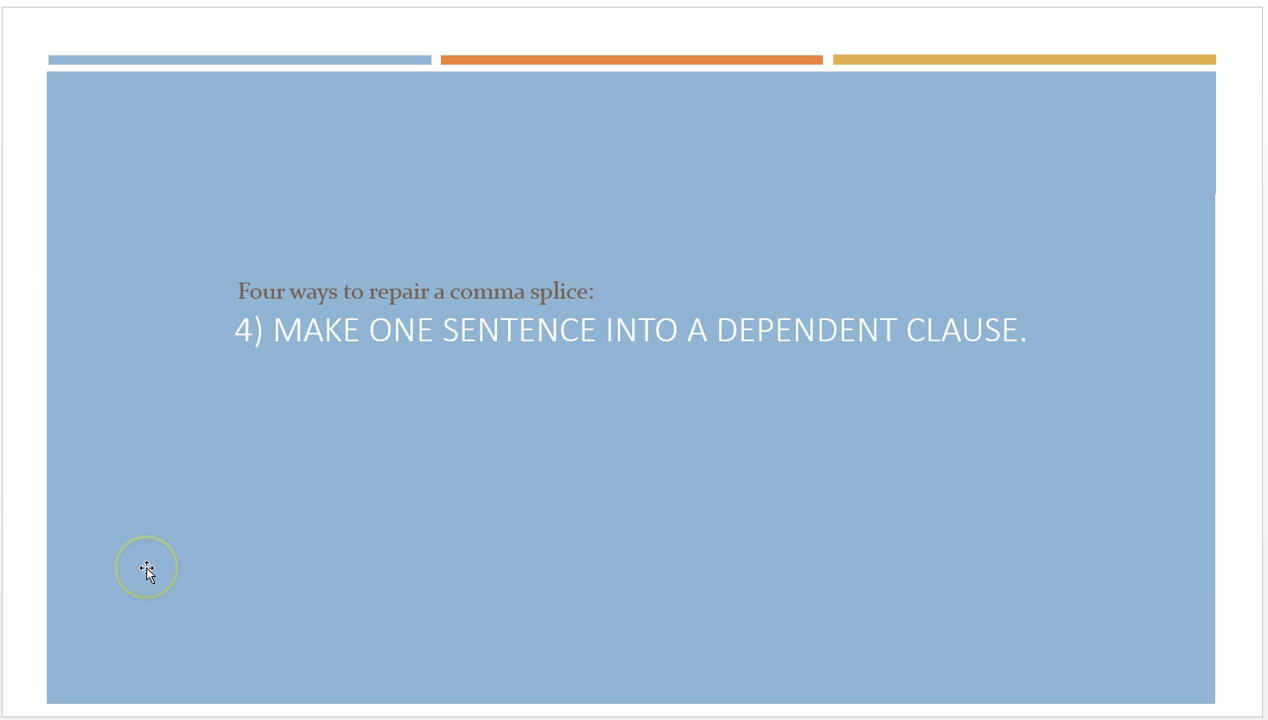 Four ways to repair a comma splice:
4) MAKE ONE SENTENCE INTO A DEPENDENT CLAUSE.